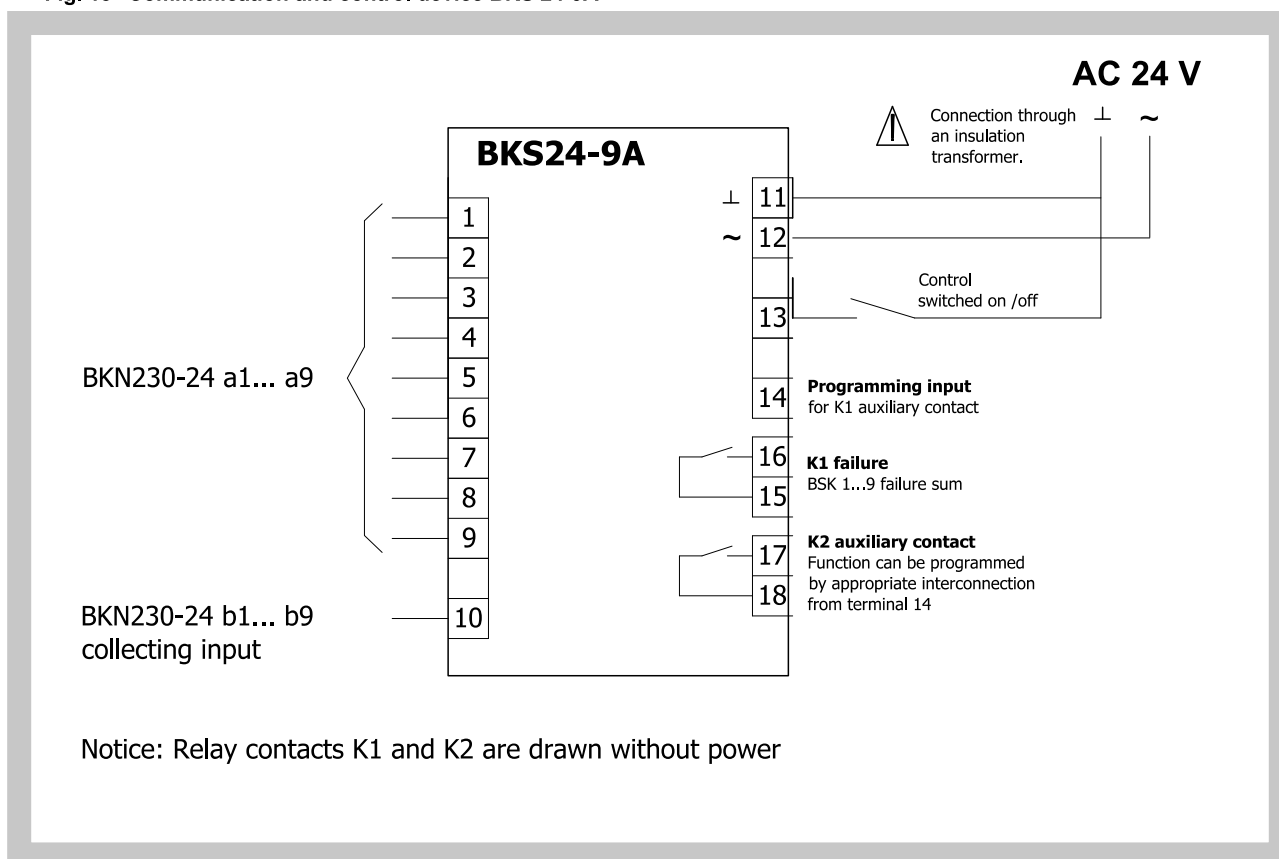 AC 24 V
Connection through
an insulation
transformer.
⊥ ~
BKS24-9A
⊥ 11
~ 12
Control
switched on /off
13
14
Programming input
for K1 auxiliary contact
16
15
K1 failure
BSK 1...9 failure sum
17
18
K2 auxiliary contact
Function can be programmed
by appropriate interconnection
from terminal 14
1
2
3
4
5
6
7
8
9
10
BKN230-24 a1... a9
BKN230-24 b1... b9
collecting input
Notice: Relay contacts K1 and K2 are drawn without power